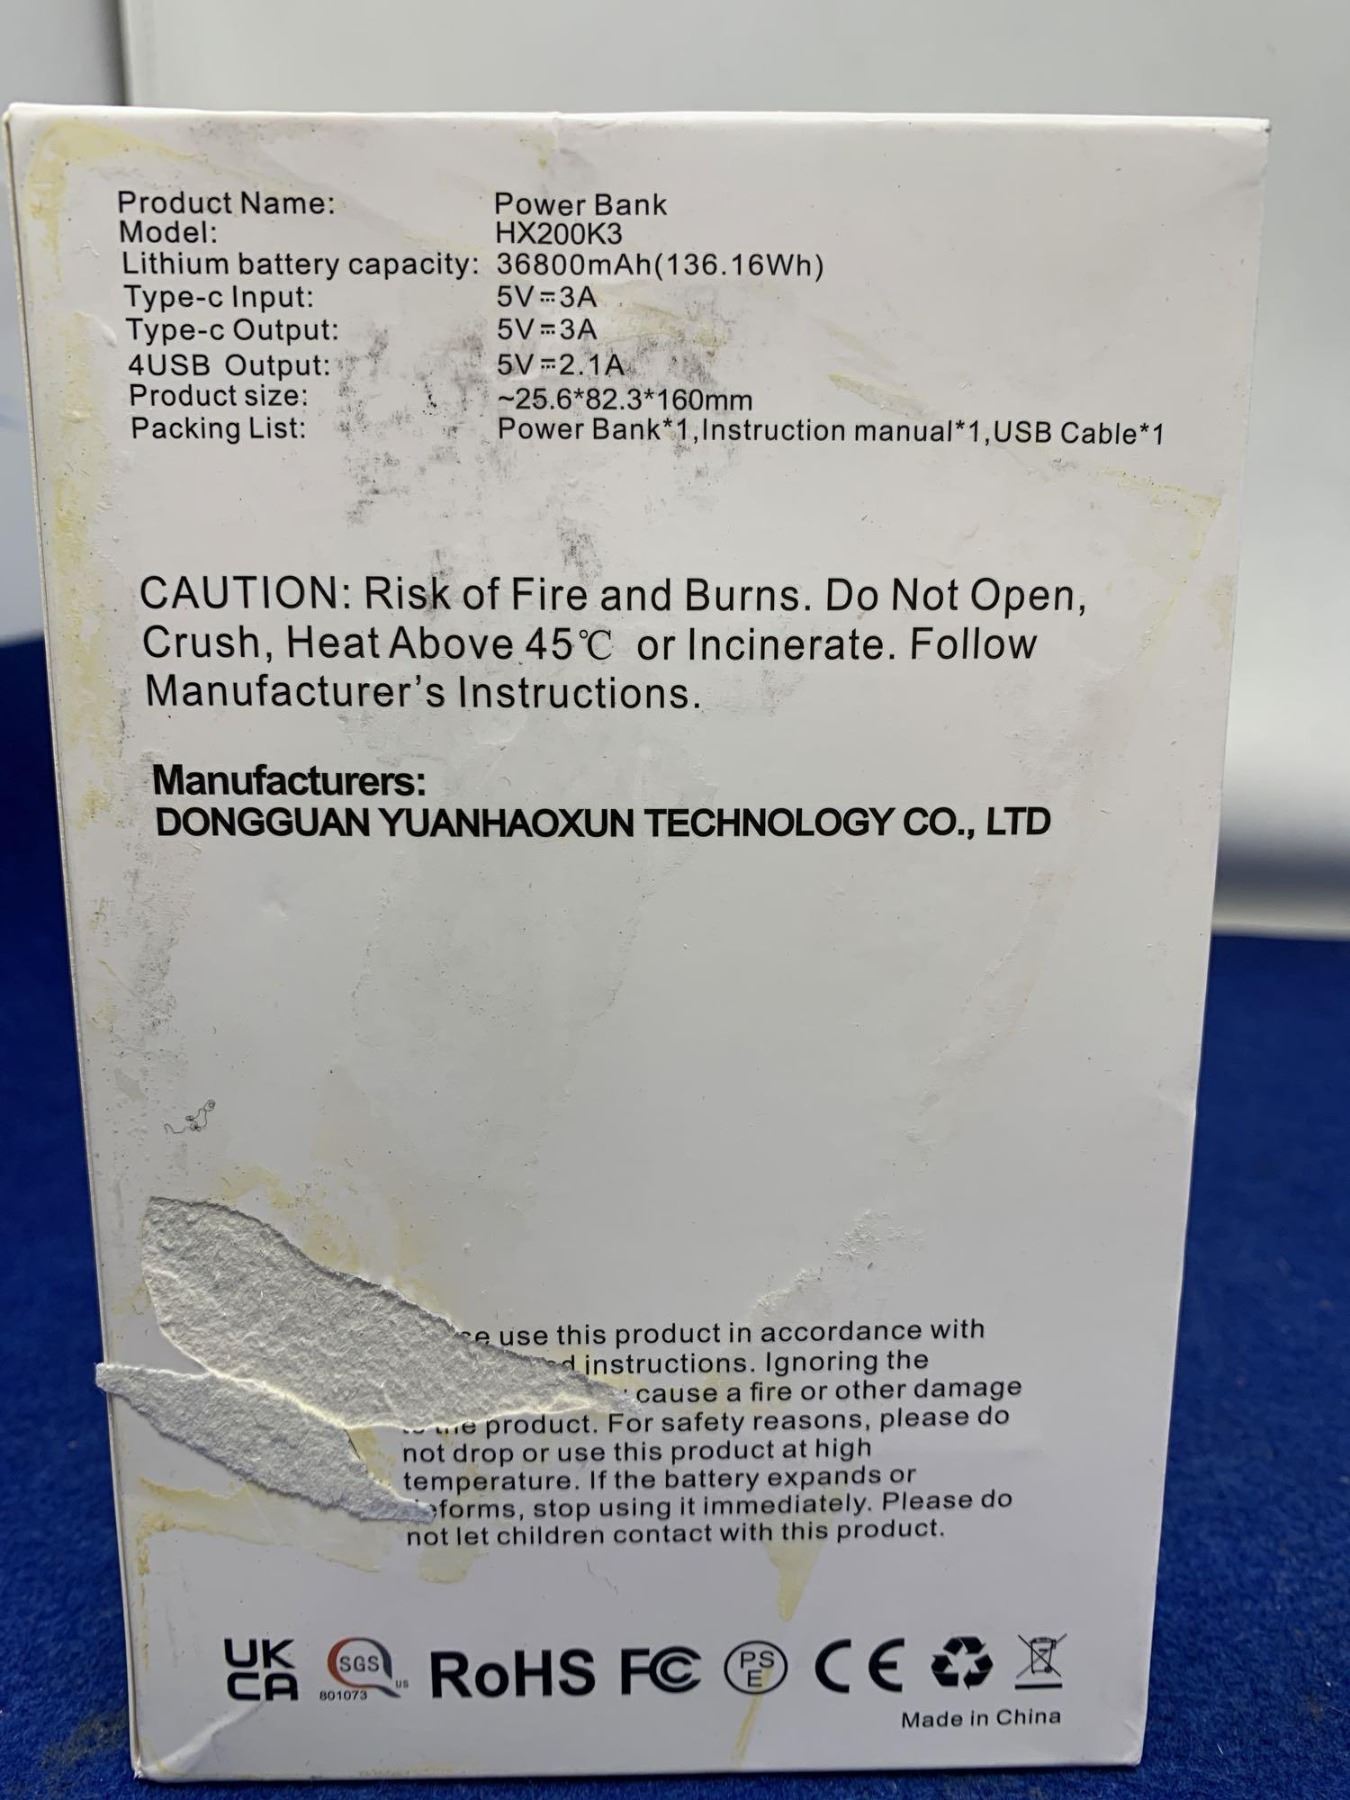 Product Name: Power Bank
Model: HX200K3
Lithium battery capacity: 36800mAh(136.16Wh)
Type-c Input: 5V⎓3A
Type-c Output: 5V⎓3A
4USB Output: 5V⎓2.1A
Product size: ~25.6*82.3*160mm
Packing List: Power Bank*1,Instruction manual*1,USB Cable*1
CAUTION: Risk of Fire and Burns. Do Not Open,
Crush, Heat Above 45℃ or Incinerate. Follow
Manufacturer's Instructions.
Manufacturers:
DONGGUAN YUANHAOXUN TECHNOLOGY CO., LTD
use this product in accordance with
instructions. Ignoring the
cause a fire or other damage
product. For safety reasons, please do
not drop or use this product at high
temperature. If the battery expands or
stop using it immediately. Please do
not let children contact with this product.
UK CA SGS 801073 US RoHS FC PSE CE
Made in China